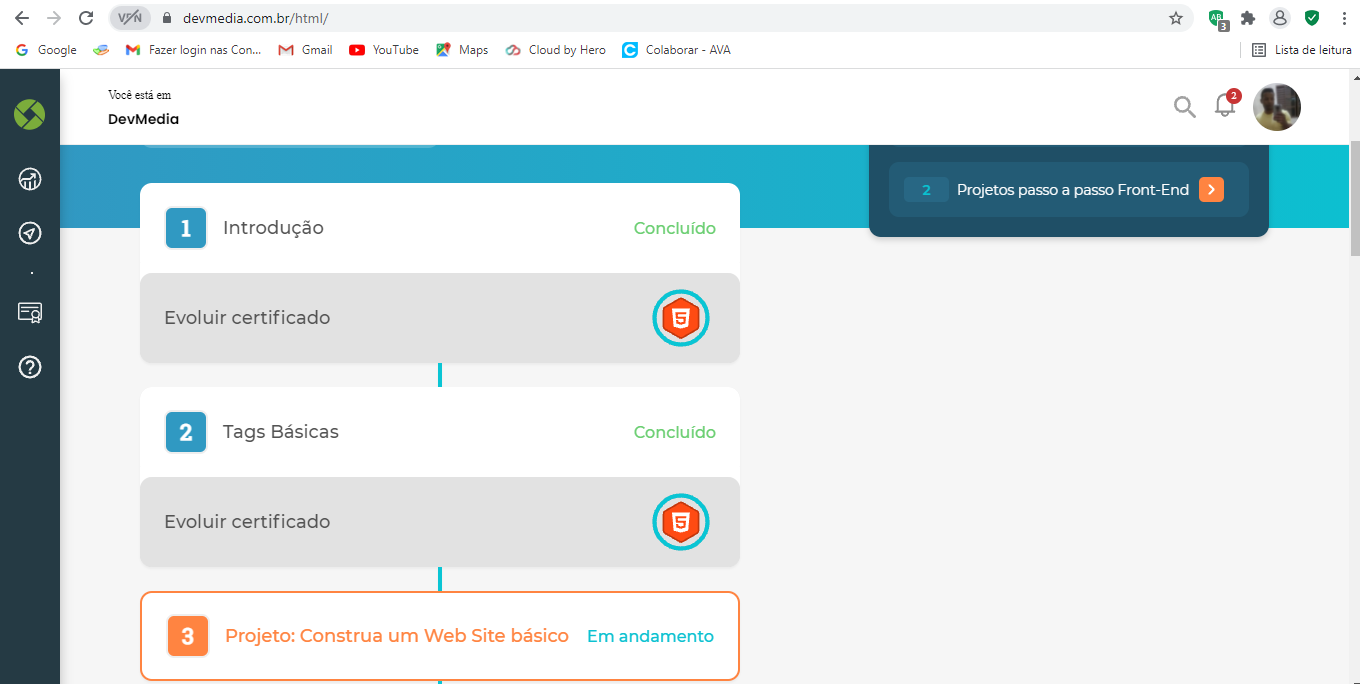 VPN
devmedia.com.br/html/
AB
3
Google
Fazer login nas Con...
Gmail
YouTube
Maps
Cloud by Hero
Colaborar - AVA
Lista de leitura
Você está em
DevMedia
2
2 Projetos passo a passo Front-End
1 Introdução Concluído
Evoluir certificado
5
2 Tags Básicas Concluído
Evoluir certificado
5
3 Projeto: Construa um Web Site básico Em andamento